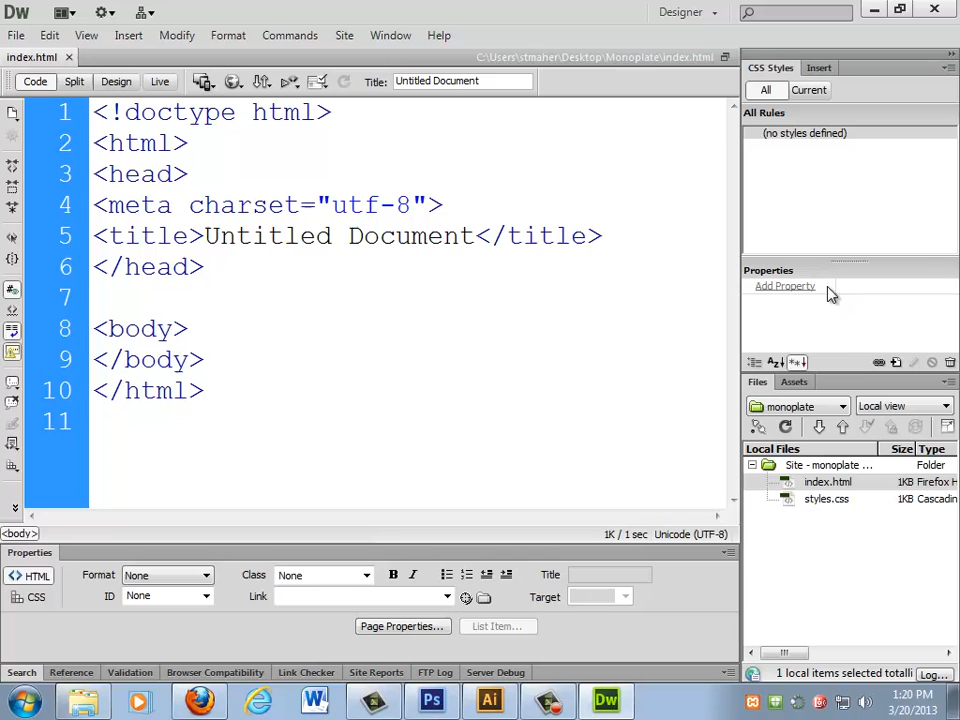 Dw
Designer
File Edit View Insert Modify Format Commands Site Window Help
index.html
C:\Users\stmaher\Desktop\Monoplate\index.html
Code Split Design Live Title: Untitled Document
1 <!doctype html>
2 <html>
3 <head>
4 <meta charset="utf-8">
5 <title>Untitled Document</title>
6 </head>
7
8 <body>
9 </body>
10 </html>
11
<body>
1K / 1 sec Unicode (UTF-8)
CSS Styles Insert
All Current
All Rules
(no styles defined)
Properties
Add Property
Files Assets
monoplate Local view
Local Files Size Type
Site - monoplate ... Folder
index.html 1KB Firefox H
styles.css 1KB Cascadin
1 local items selected totalli Log...
Properties
<> HTML Format None Class None B I Title
CSS ID None Link Target
Page Properties... List Item...
Search Reference Validation Browser Compatibility Link Checker Site Reports FTP Log Server Debug
W Ps Ai Dw
1:20 PM
3/20/2013